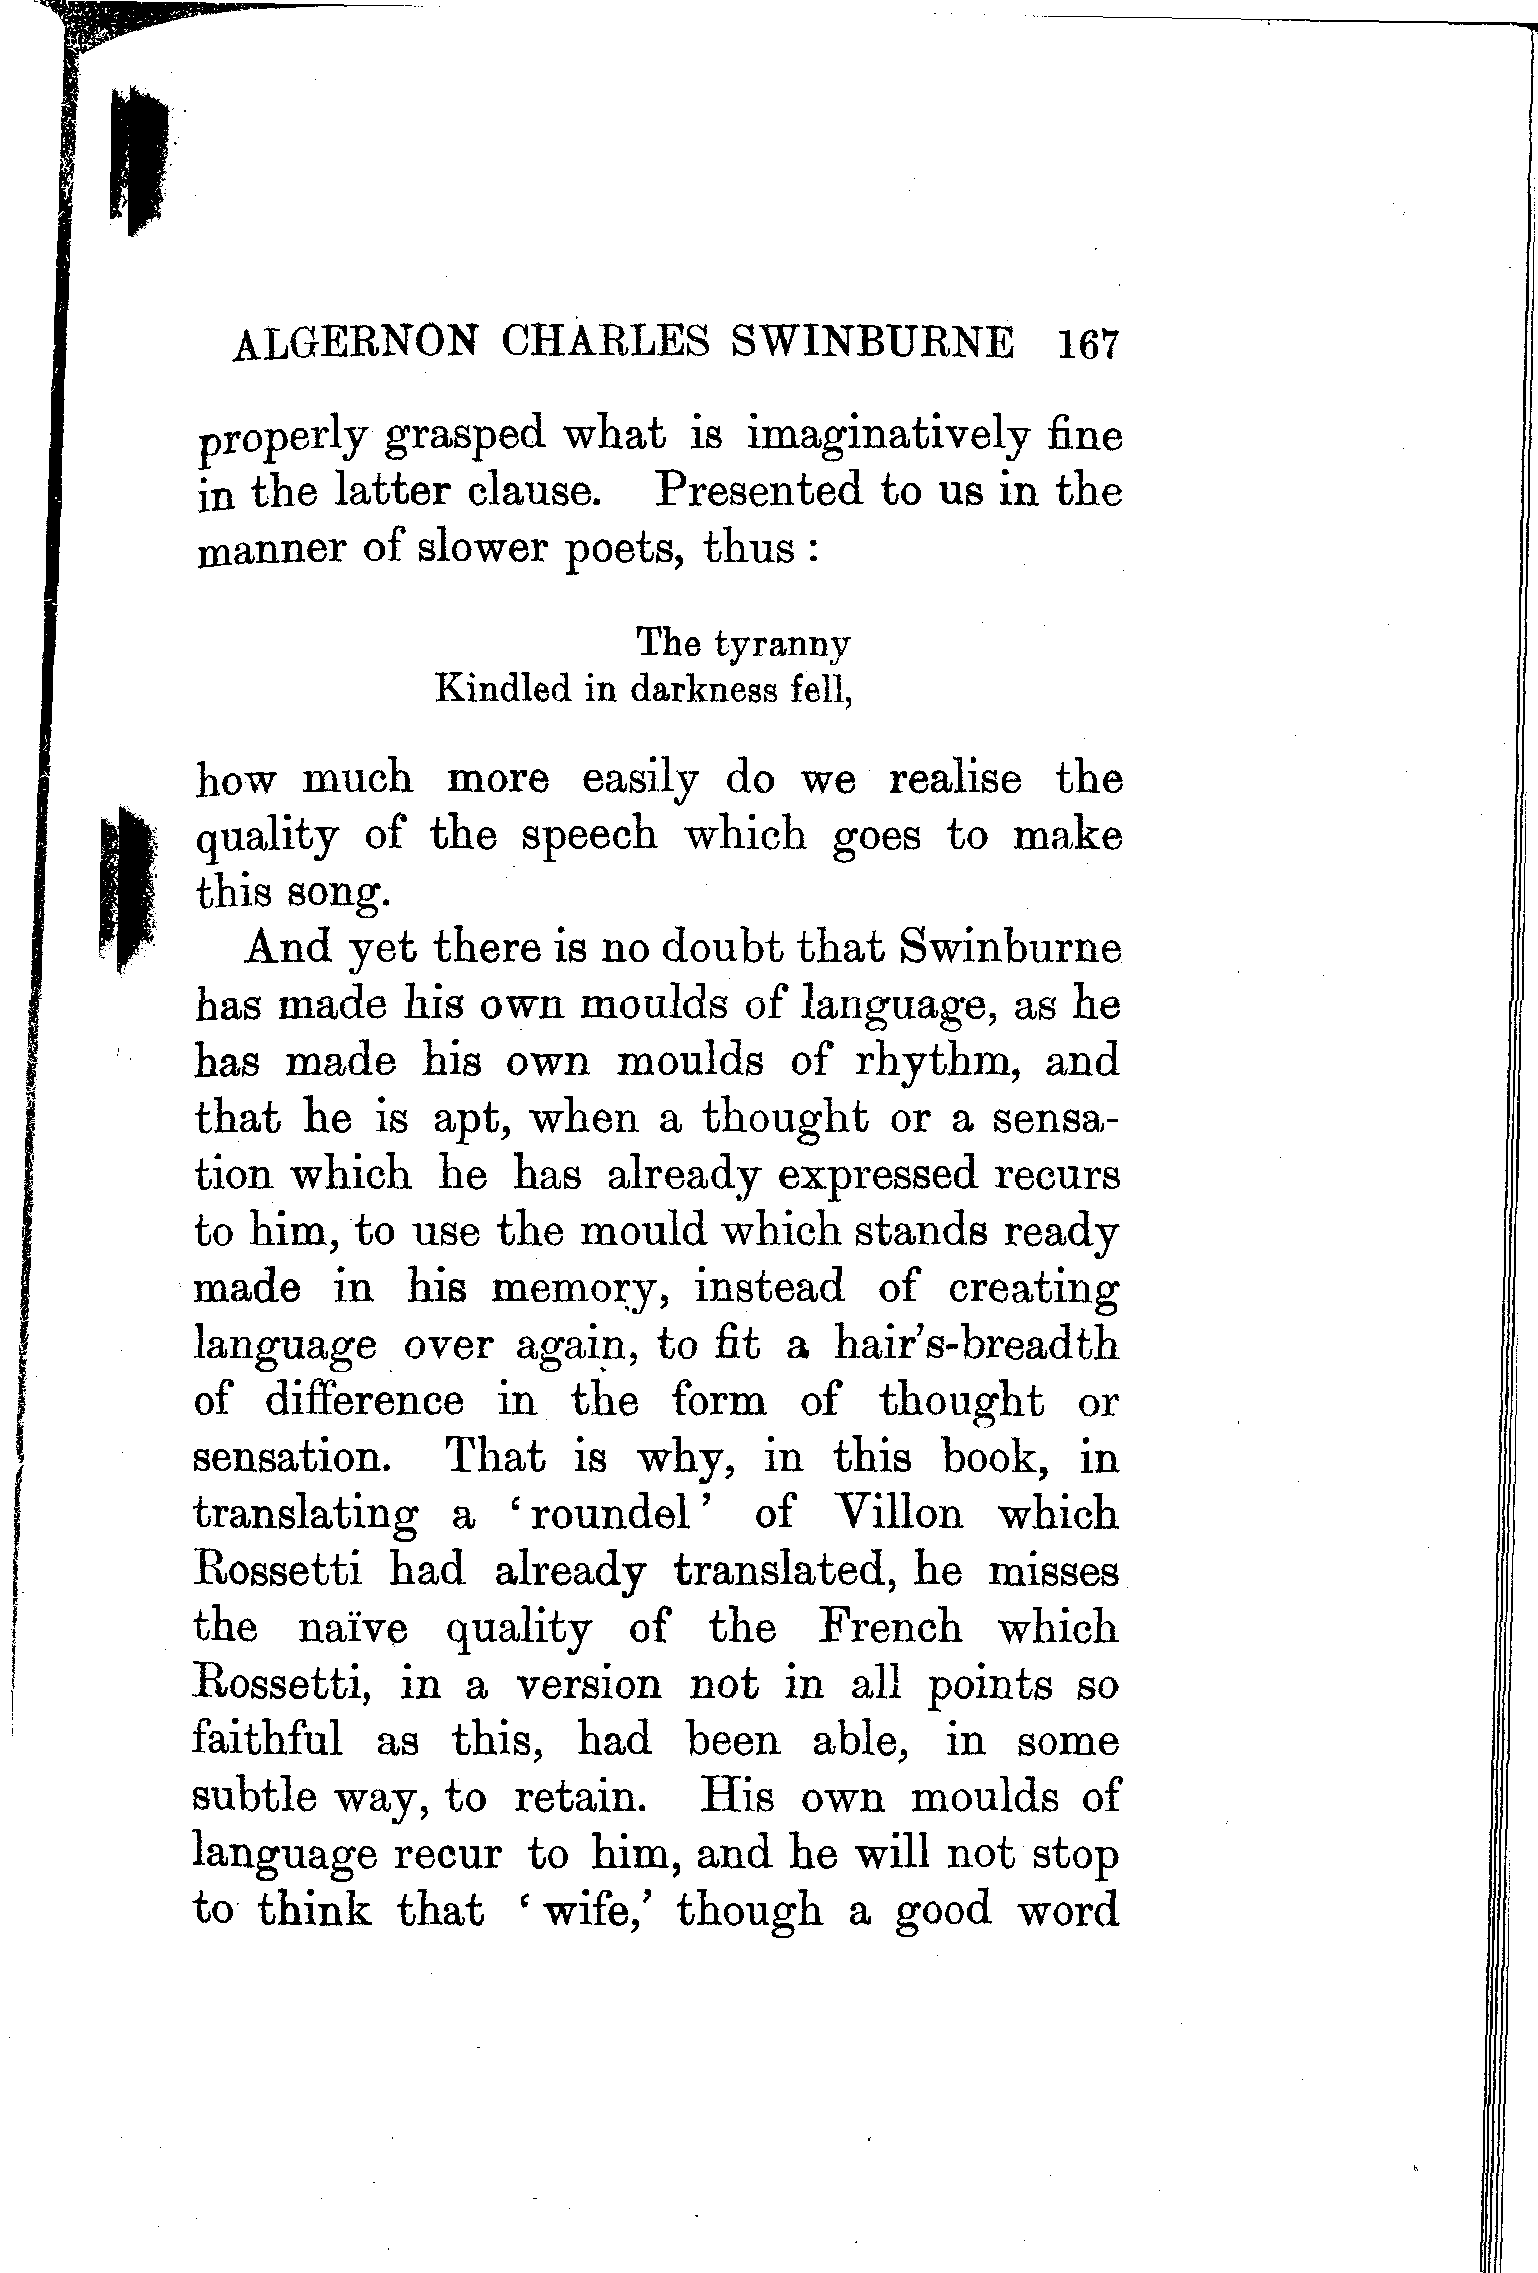 ALGERNON CHARLES SWINBURNE 167
properly grasped what is imaginatively fine
in the latter clause. Presented to us in the
manner of slower poets, thus :
The tyranny
Kindled in darkness fell,
how much more easily do we realise the
quality of the speech which goes to make
this song.
And yet there is no doubt that Swinburne
has made his own moulds of language, as he
has made his own moulds of rhythm, and
that he is apt, when a thought or a sensa-
tion which he has already expressed recurs
to him, to use the mould which stands ready
made in his memory, instead of creating
language over again, to fit a hair's-breadth
of difference in the form of thought or
sensation. That is why, in this book, in
translating a ‘roundel’ of Villon which
Rossetti had already translated, he misses
the naïve quality of the French which
Rossetti, in a version not in all points so
faithful as this, had been able, in some
subtle way, to retain. His own moulds of
language recur to him, and he will not stop
to think that ‘wife,’ though a good word